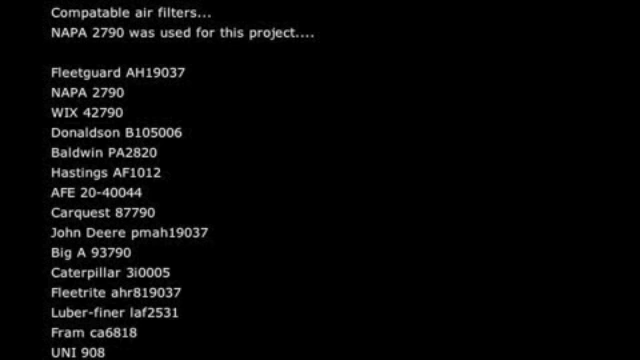 Compatable air filters...
NAPA 2790 was used for this project....
Fleetguard AH19037
NAPA 2790
WIX 42790
Donaldson B105006
Baldwin PA2820
Hastings AF1012
AFE 20-40044
Carquest 87790
John Deere pmah19037
Big A 93790
Caterpillar 3i0005
Fleetrite ahr819037
Luber-finer laf2531
Fram ca6818
UNI 908